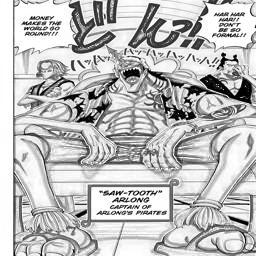 MONEY
MAKES THE
WORLD GO
ROUND!!!
HAR HAR
HAR!!
DON'T
BE SO
FORMAL!!
"SAW-TOOTH"
ARLONG
CAPTAIN OF
ARLONG'S PIRATES